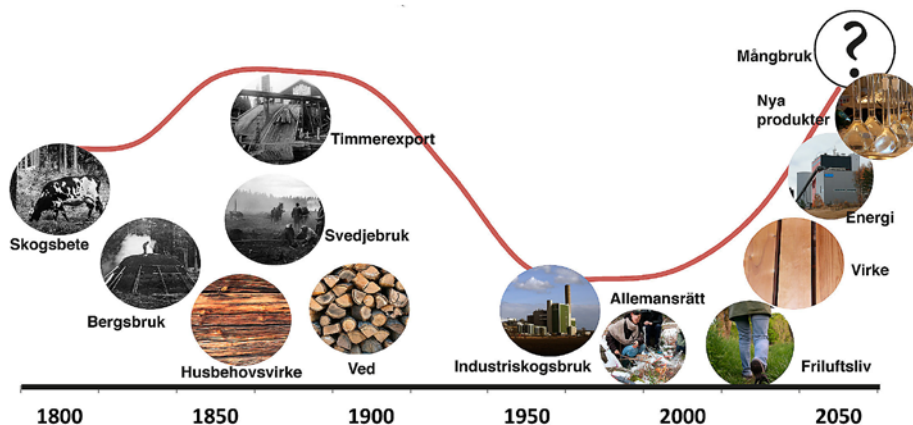 ?
Mångbruk
Nya
produkter
Timmerexport
Energi
Skogsbete
Svedjebruk
Virke
Bergsbruk
Allemansrätt
Husbehovsvirke
Ved
Industriskogsbruk
Friluftsliv
1800
1850
1900
1950
2000
2050